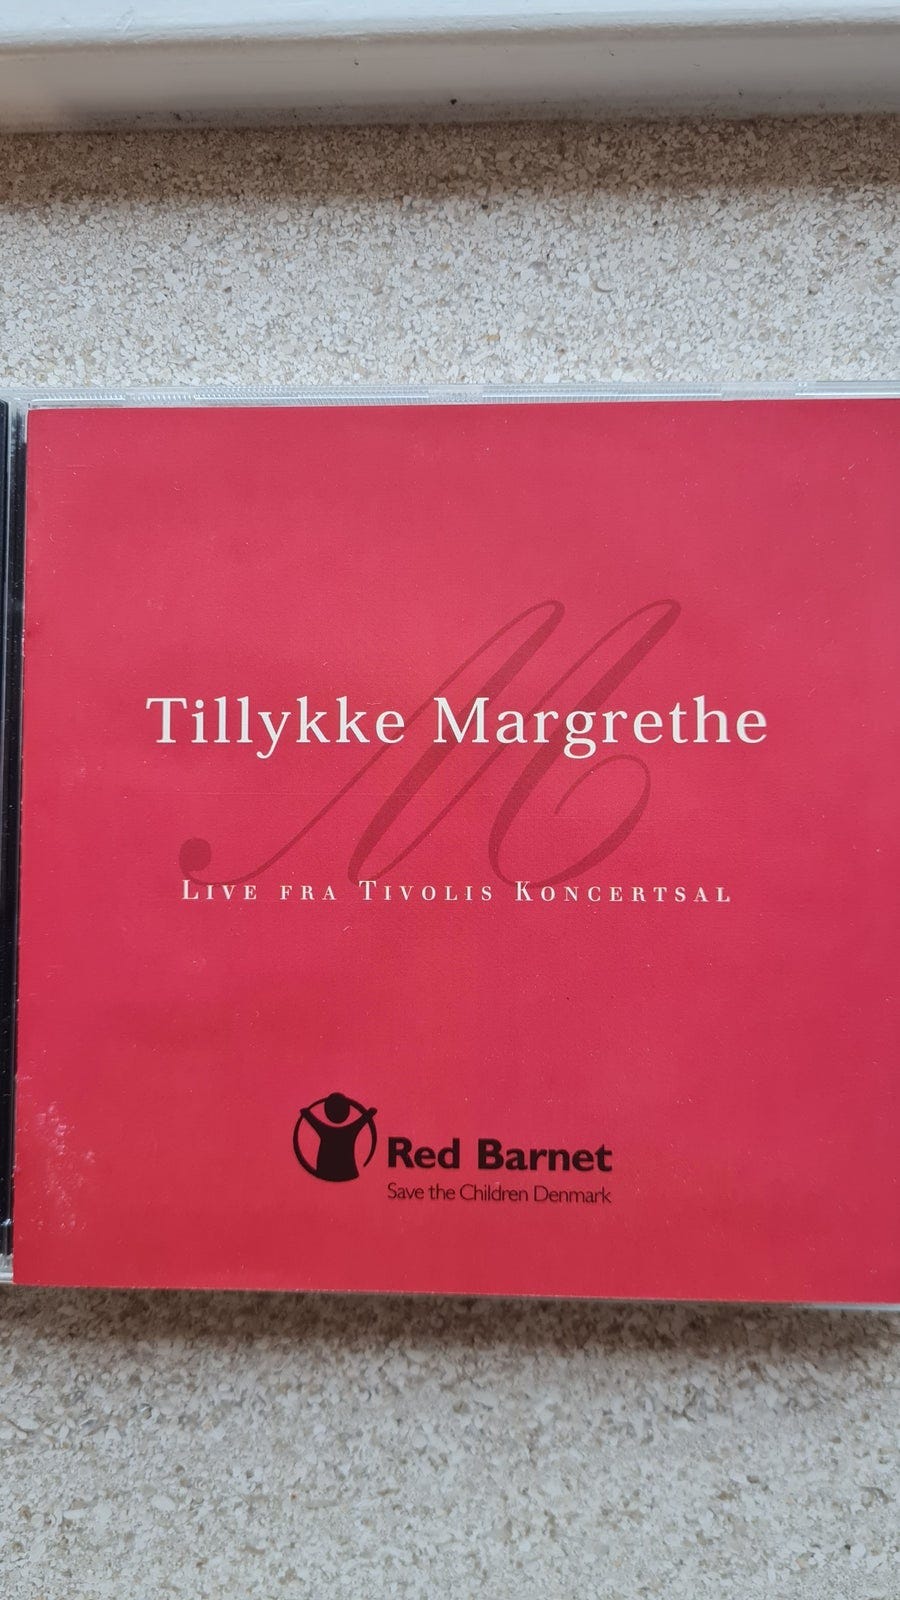 M
Tillykke Margrethe
Live fra Tivolis Koncertsal
Red Barnet
Save the Children Denmark